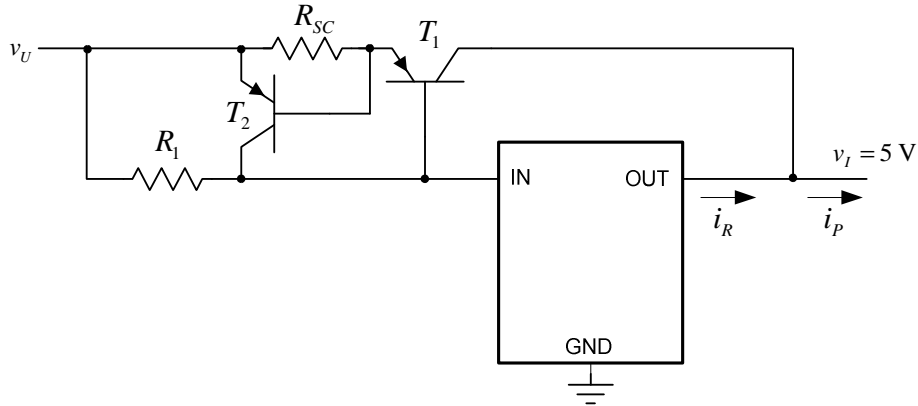 R_SC
T_1
v_U
T_2
R_1
IN
OUT
v_I = 5 V
i_R
i_P
GND